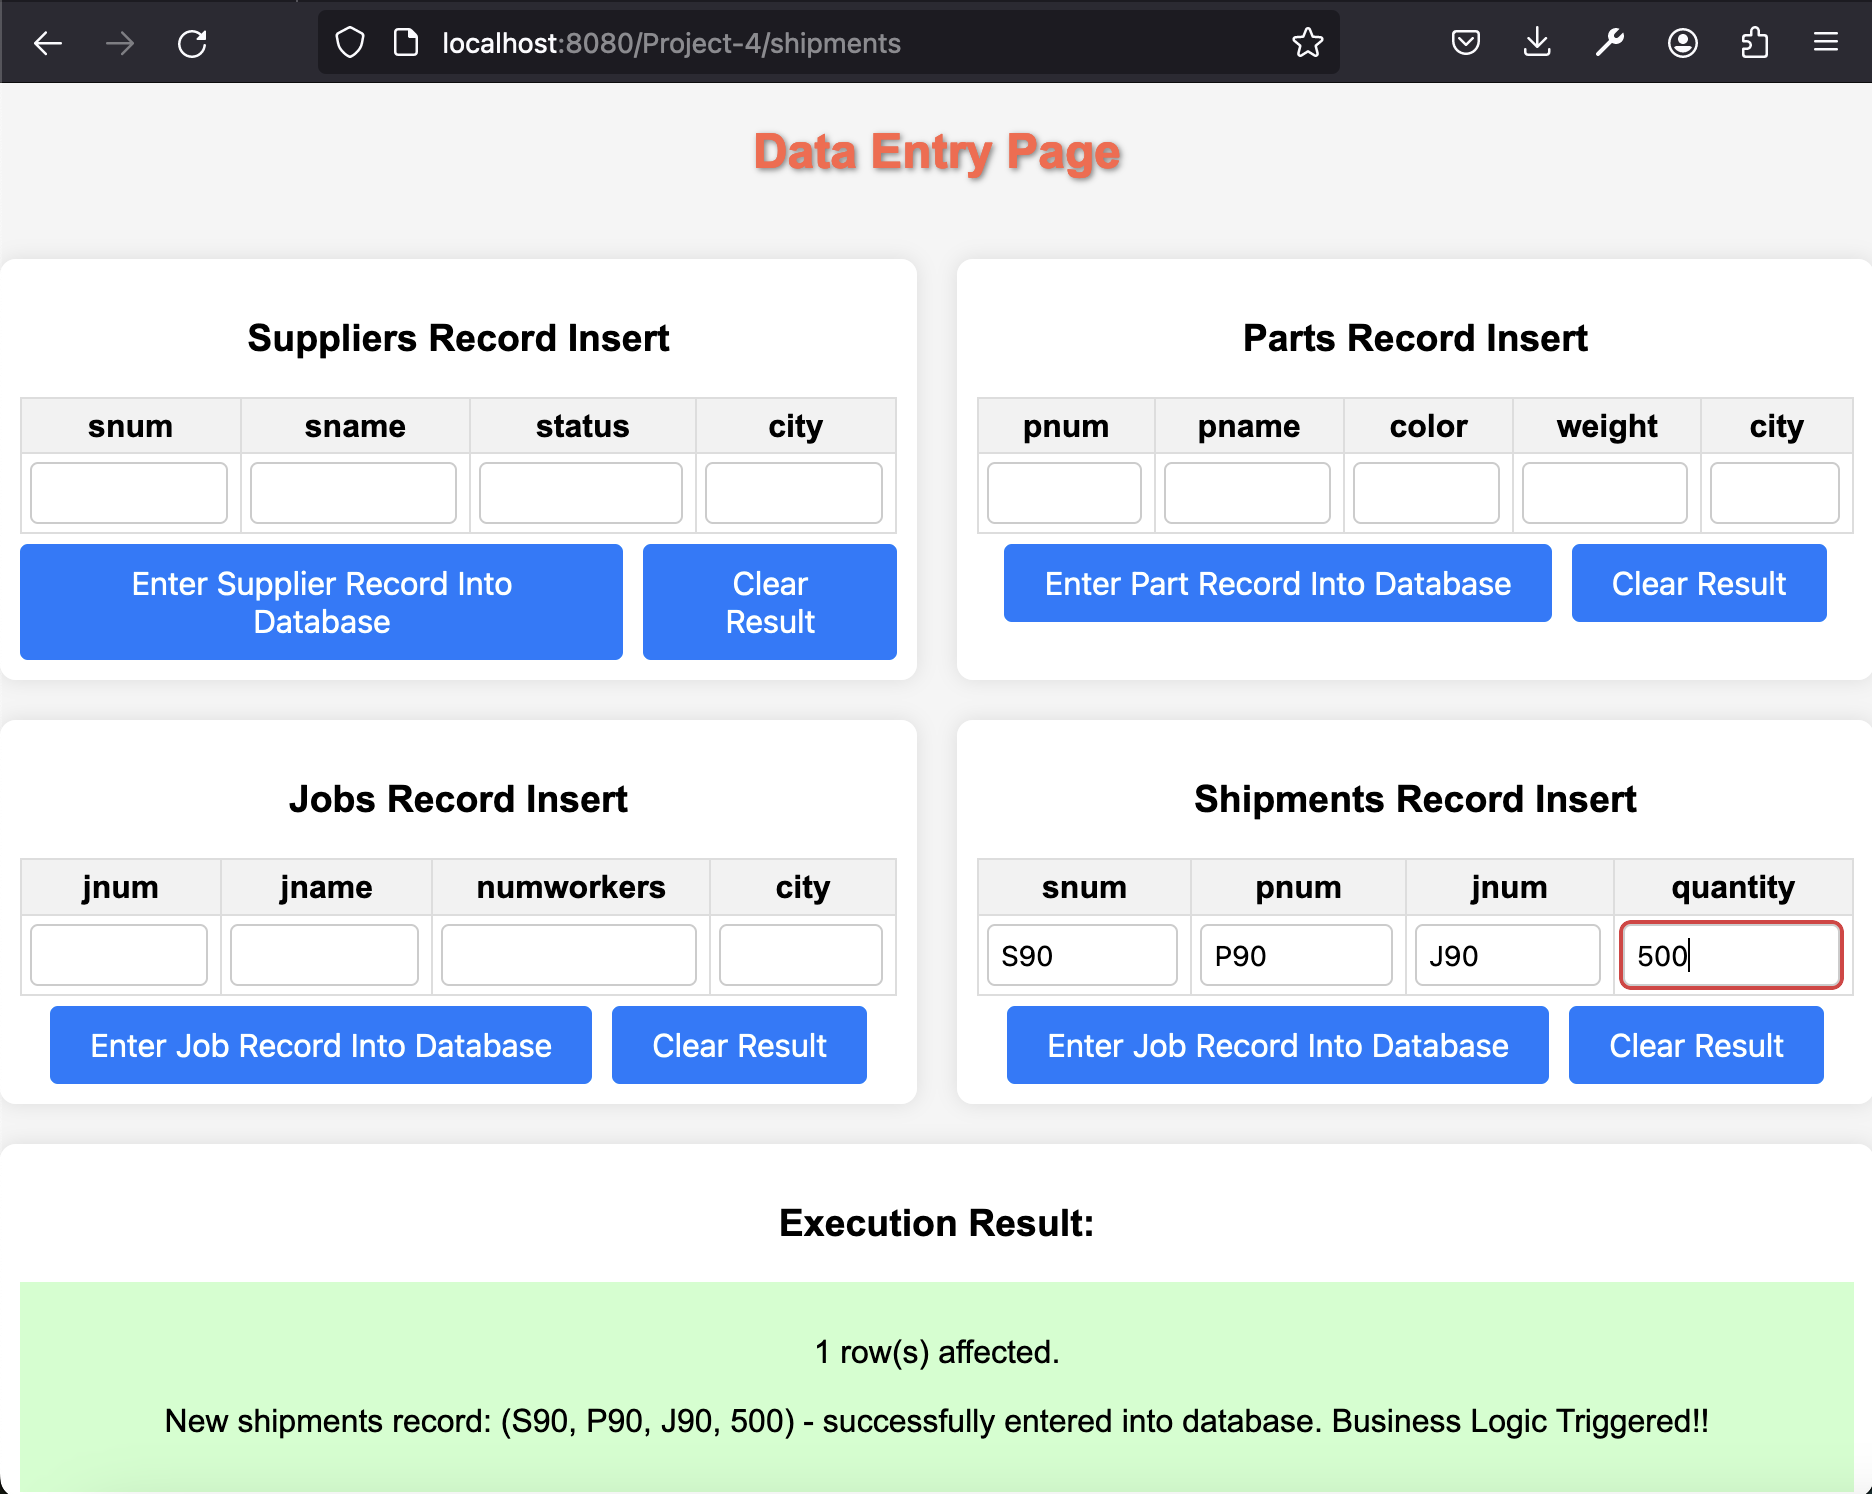 localhost:8080/Project-4/shipments
Data Entry Page
Suppliers Record Insert
snum sname status city
Enter Supplier Record Into
Database
Clear
Result
Parts Record Insert
pnum pname color weight city
Enter Part Record Into Database
Clear Result
Jobs Record Insert
jnum jname numworkers city
Enter Job Record Into Database
Clear Result
Shipments Record Insert
snum pnum jnum quantity
S90 P90 J90 500
Enter Job Record Into Database
Clear Result
Execution Result:
1 row(s) affected.
New shipments record: (S90, P90, J90, 500) - successfully entered into database. Business Logic Triggered!!